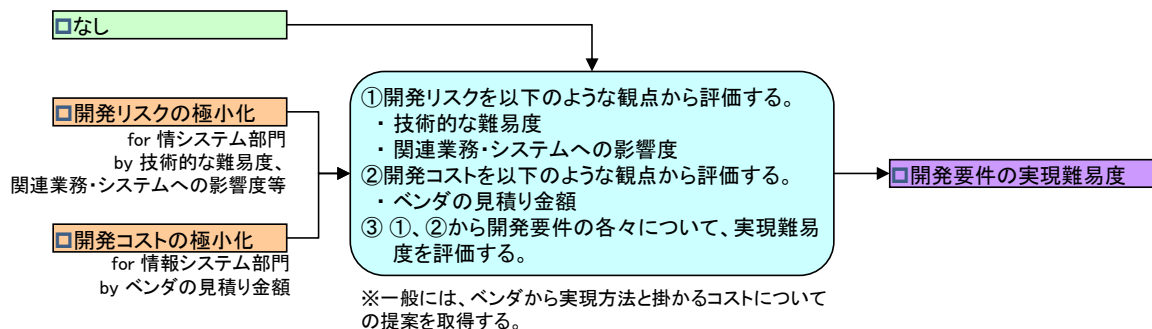 なし
開発リスクの極小化
for 情システム部門
by 技術的な難易度、
関連業務・システムへの影響度等
開発コストの極小化
for 情報システム部門
by ベンダの見積り金額
①開発リスクを以下のような観点から評価する。
・ 技術的な難易度
・ 関連業務・システムへの影響度
②開発コストを以下のような観点から評価する。
・ ベンダの見積り金額
③ ①、②から開発要件の各々について、実現難易
度を評価する。
※一般には、ベンダから実現方法と掛かるコストについて
の提案を取得する。
開発要件の実現難易度